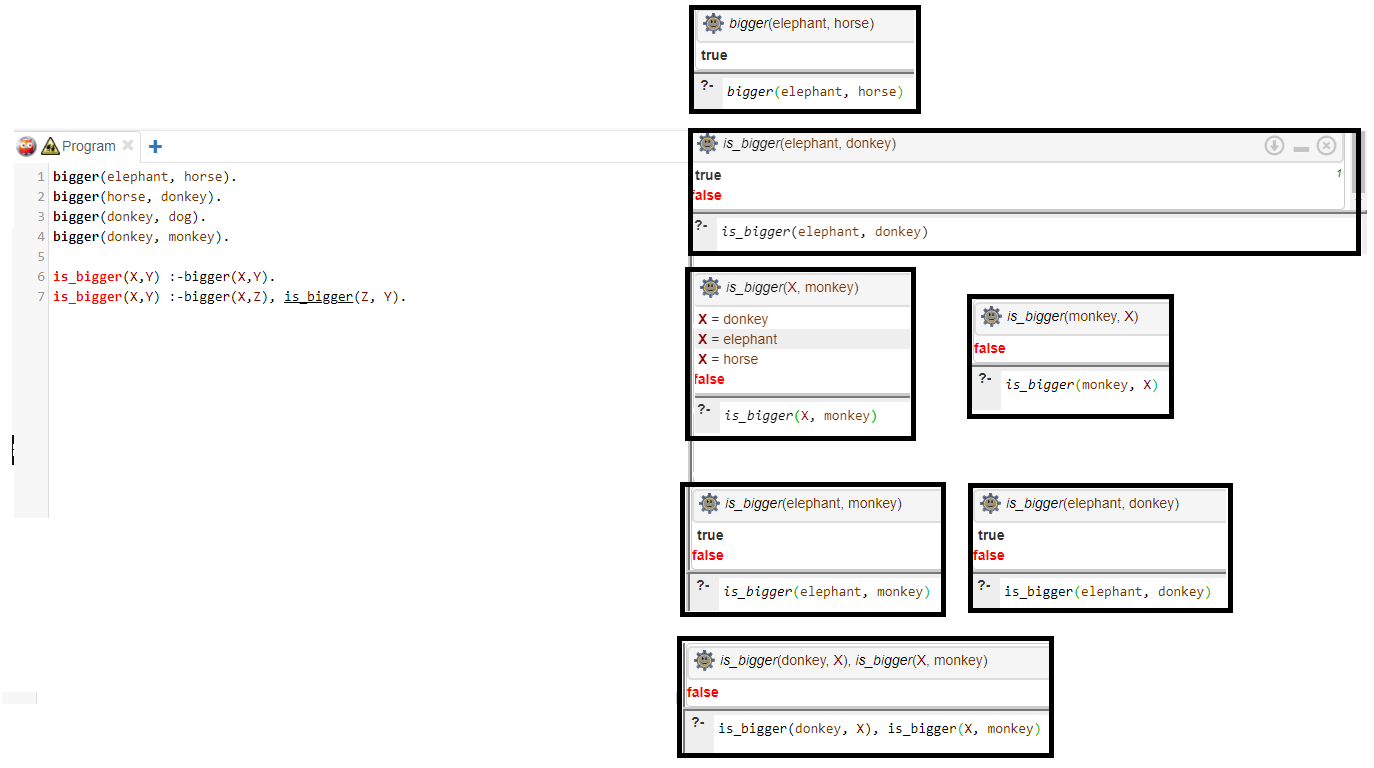 bigger(elephant, horse)
true
?- bigger(elephant, horse)
Program
1 bigger(elephant, horse).
2 bigger(horse, donkey).
3 bigger(donkey, dog).
4 bigger(donkey, monkey).
5
6 is_bigger(X,Y) :-bigger(X,Y).
7 is_bigger(X,Y) :-bigger(X,Z), is_bigger(Z, Y).
is_bigger(elephant, donkey)
true 1
false
?- is_bigger(elephant, donkey)
is_bigger(X, monkey)
X = donkey
X = elephant
X = horse
false
?- is_bigger(X, monkey)
is_bigger(monkey, X)
false
?- is_bigger(monkey, X)
is_bigger(elephant, monkey)
true
false
?- is_bigger(elephant, monkey)
is_bigger(elephant, donkey)
true
false
?- is_bigger(elephant, donkey)
is_bigger(donkey, X), is_bigger(X, monkey)
false
?- is_bigger(donkey, X), is_bigger(X, monkey)